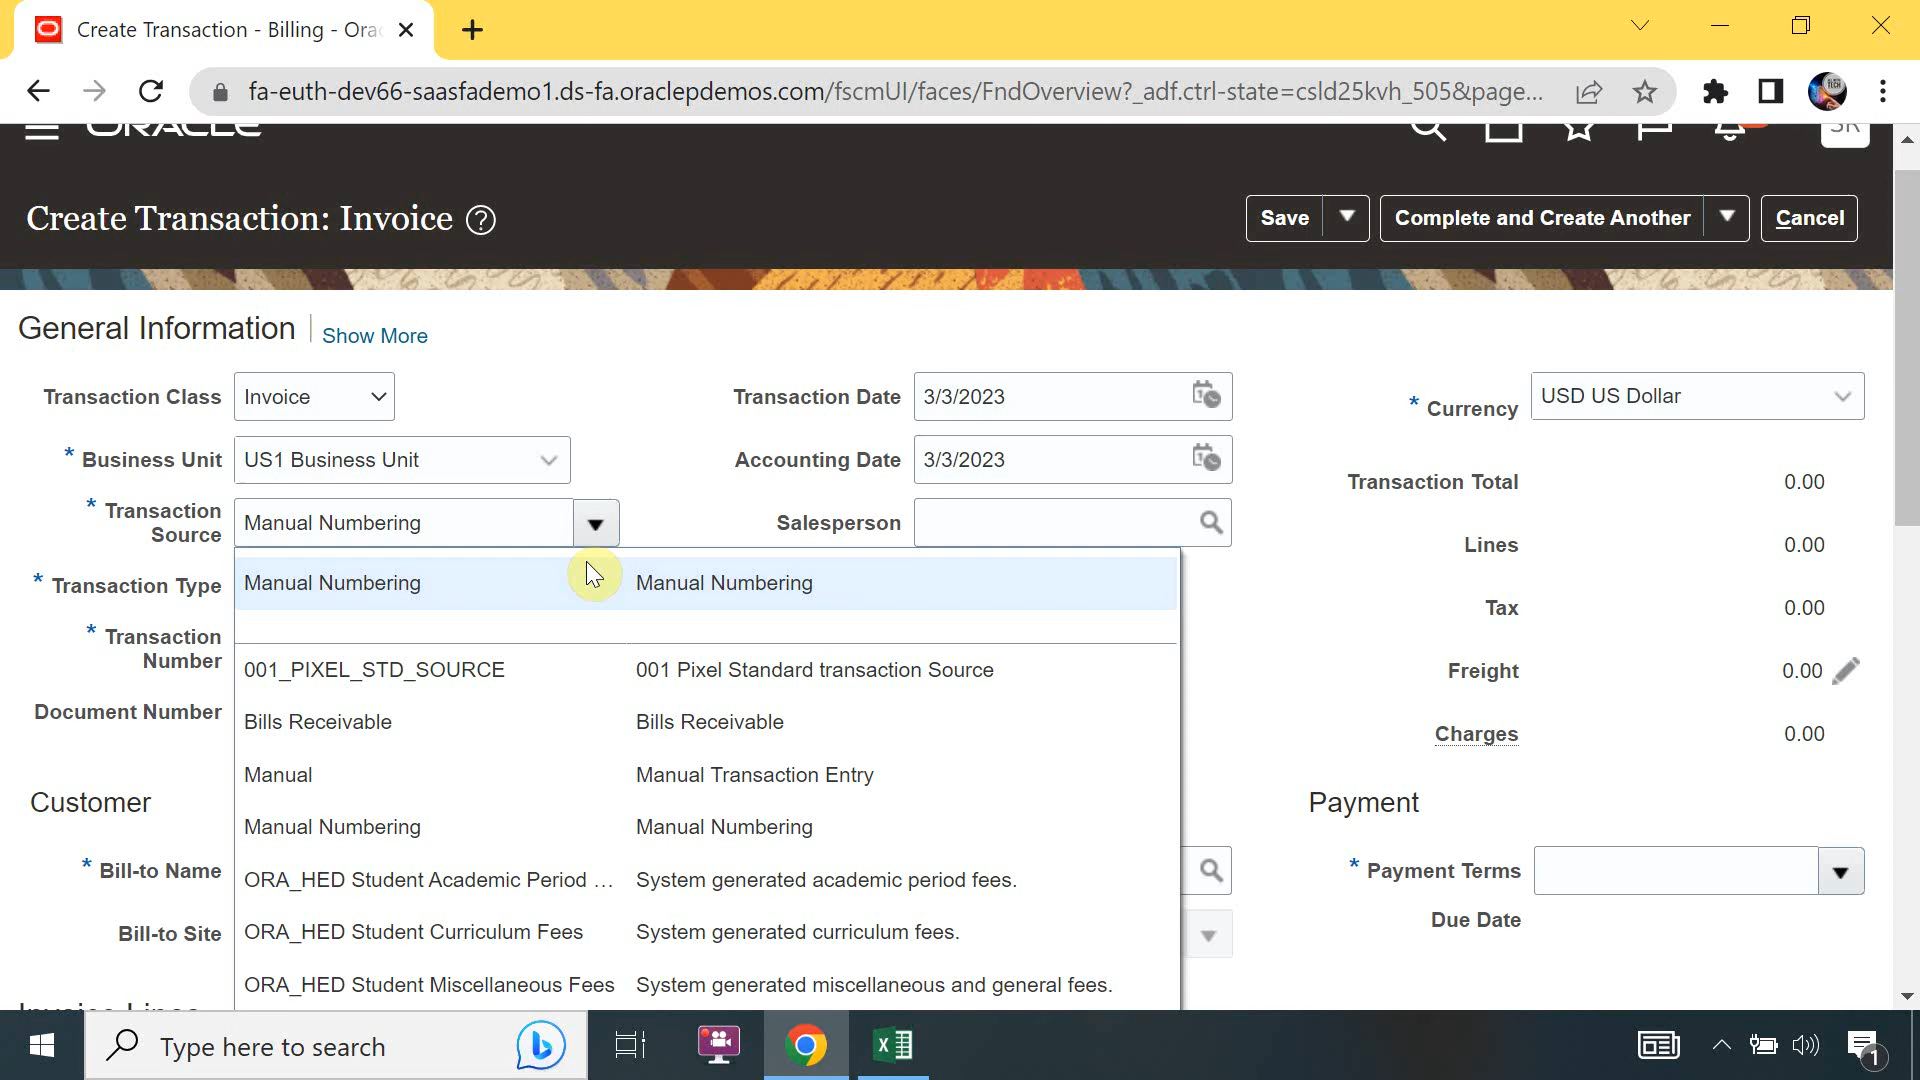 Create Transaction - Billing - Ora
fa-euth-dev66-saasfademo1.ds-fa.oraclepdemos.com/fscmUI/faces/FndOverview?_adf.ctrl-state=csld25kvh_505&page...
ORACLE
SR
Create Transaction: Invoice ?
Save
Complete and Create Another
Cancel
General Information
Show More
Transaction Class
Invoice
Transaction Date
3/3/2023
* Currency
USD US Dollar
* Business Unit
US1 Business Unit
Accounting Date
3/3/2023
Transaction Total
0.00
* Transaction
Source
Manual Numbering
Salesperson
Lines
0.00
* Transaction Type
Manual Numbering
Manual Numbering
Tax
0.00
* Transaction
Number
001_PIXEL_STD_SOURCE
001 Pixel Standard transaction Source
Freight
0.00
Document Number
Bills Receivable
Bills Receivable
Charges
0.00
Manual
Manual Transaction Entry
Customer
Manual Numbering
Manual Numbering
Payment
* Bill-to Name
ORA_HED Student Academic Period ...
System generated academic period fees.
* Payment Terms
Due Date
Bill-to Site
ORA_HED Student Curriculum Fees
System generated curriculum fees.
ORA_HED Student Miscellaneous Fees
System generated miscellaneous and general fees.
Invoice Lines
Type here to search
1